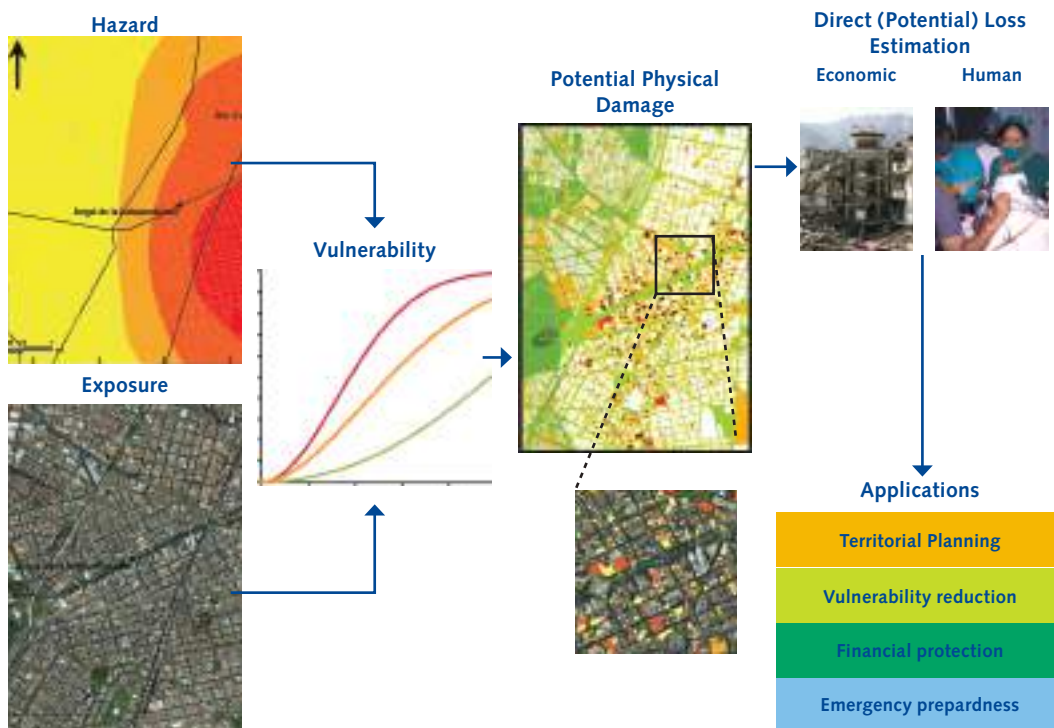 Hazard
Exposure
Vulnerability
Potential Physical
Damage
Direct (Potential) Loss
Estimation
Economic
Human
Applications
Territorial Planning
Vulnerability reduction
Financial protection
Emergency prepardness